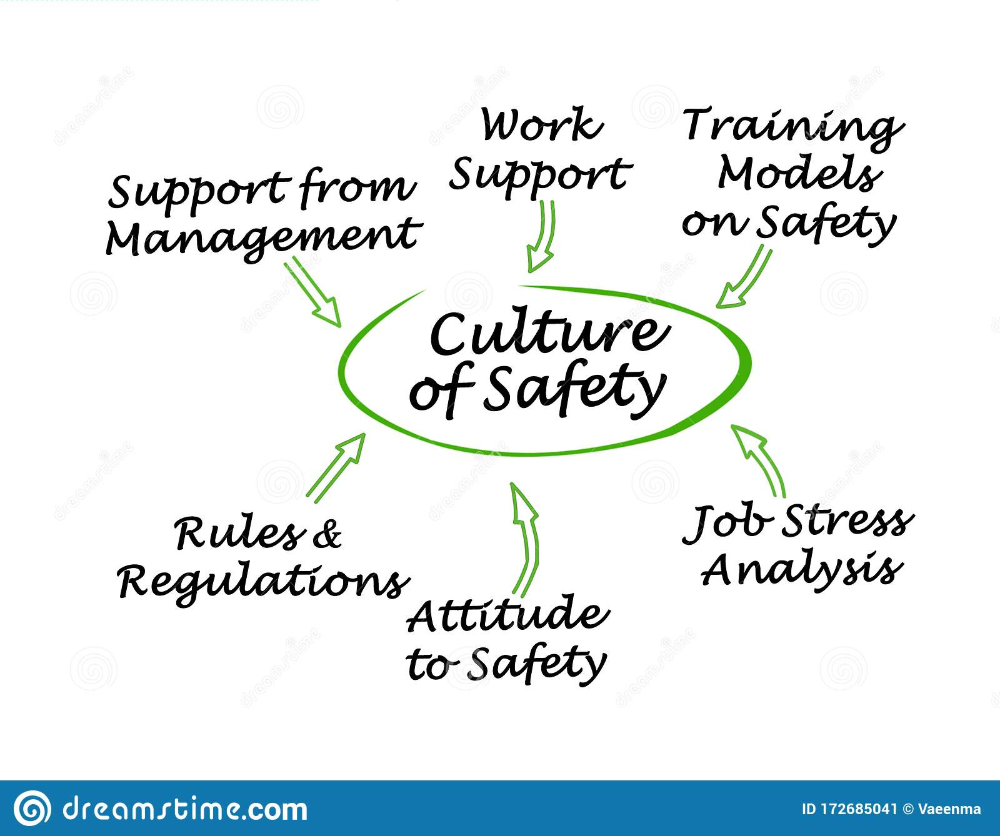 Support from
Management
Work
Support
Training
Models
on Safety
Culture
of Safety
Rules &
Regulations
Attitude
to Safety
Job Stress
Analysis
dreamstime.com
ID 172685041 © Vaeenma